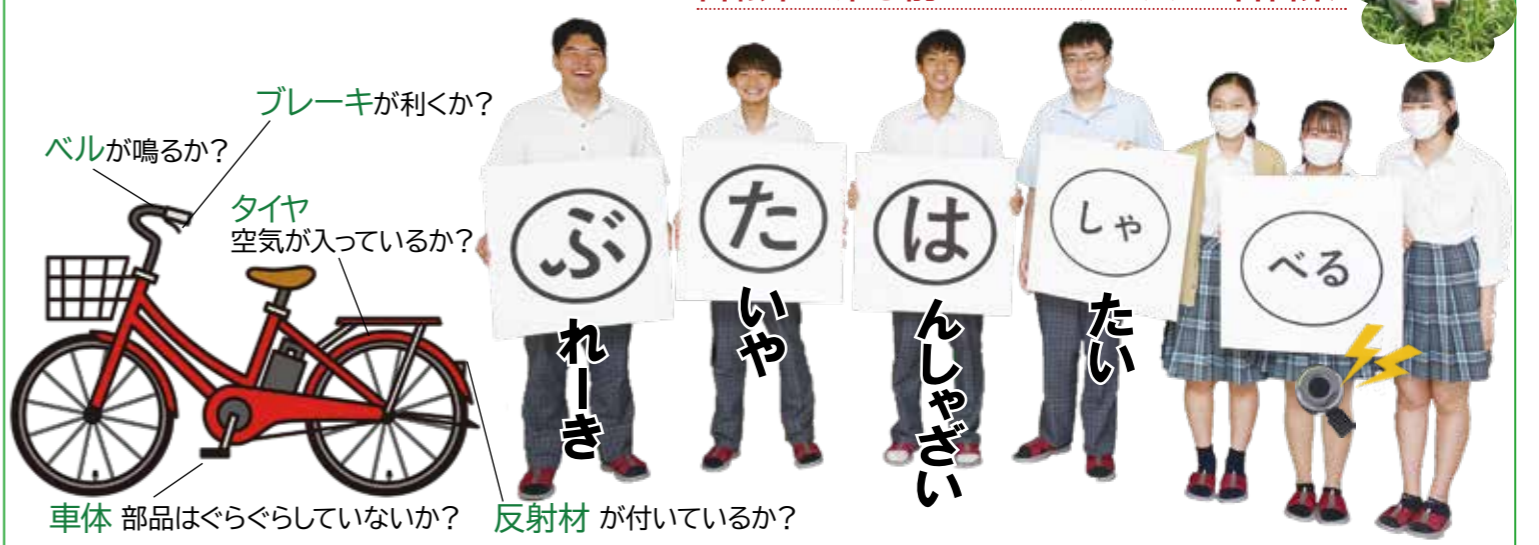 ブレーキが利くか?
ベルが鳴るか?
タイヤ
空気が入っているか?
車体 部品はぐらぐらしていないか?
反射材 が付いているか?
ぶれーき
たいや
はんしゃざい
しゃたい
べる